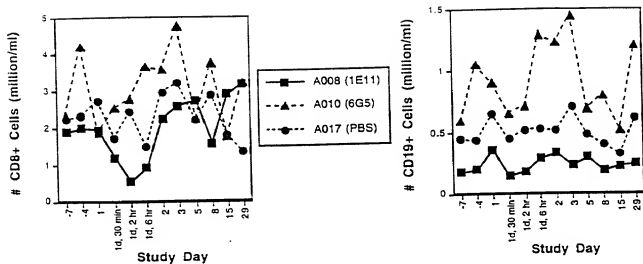 # CD8+ Cells (million/ml)
5
4
3
2
1
0
-7
-4
1
1d, 30 min
1d, 2 hr
1d, 6 hr
2
3
5
8
15
29
Study Day
A008 (1E11)
A010 (6G5)
A017 (PBS)
# CD19+ Cells (million/ml)
1.5
1
0.5
0
-7
-4
1
1d, 30 min
1d, 2 hr
1d, 6 hr
2
3
5
8
15
29
Study Day